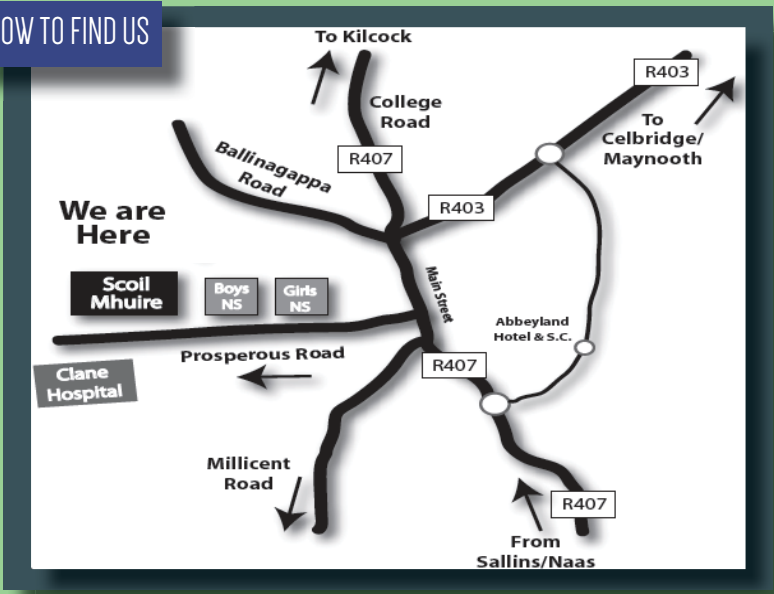 OW TO FIND US
To Kilcock
R403
College
Road
To
Celbridge/
Maynooth
R407
Ballinagappa
Road
R403
We are
Here
Scoil
Mhuire
Boys
NS
Girls
NS
Main Street
Abbeyland
Hotel & S.C.
Prosperous Road
R407
Clane
Hospital
Millicent
Road
R407
From
Sallins/Naas